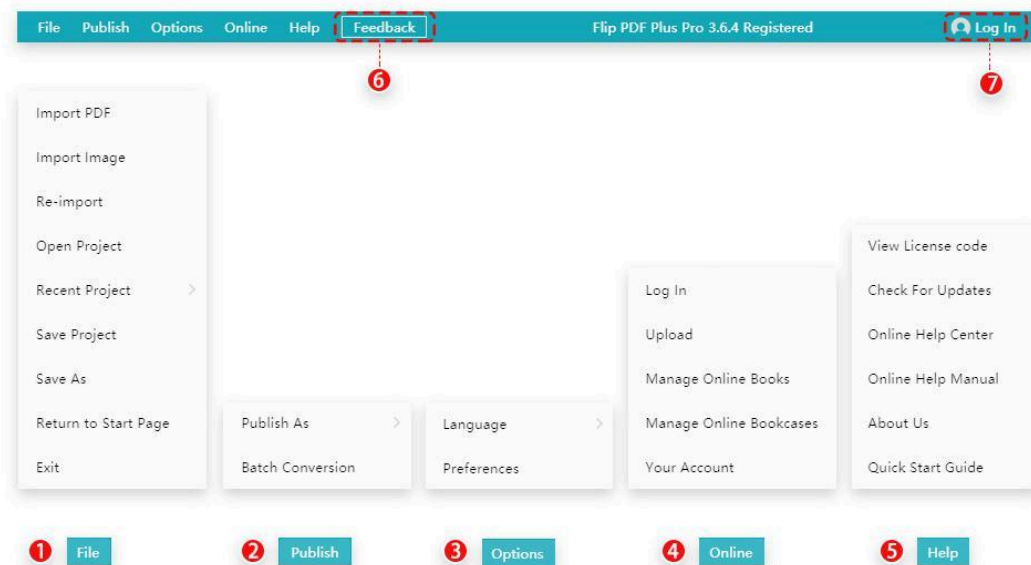 File Publish Options Online Help Feedback Flip PDF Plus Pro 3.6.4 Registered Log In
6
7
Import PDF
Import Image
Re-import
Open Project
Recent Project
Save Project
Save As
Return to Start Page
Exit
Publish As
Batch Conversion
Language
Preferences
Log In
Upload
Manage Online Books
Manage Online Bookcases
Your Account
View License code
Check For Updates
Online Help Center
Online Help Manual
About Us
Quick Start Guide
1 File
2 Publish
3 Options
4 Online
5 Help